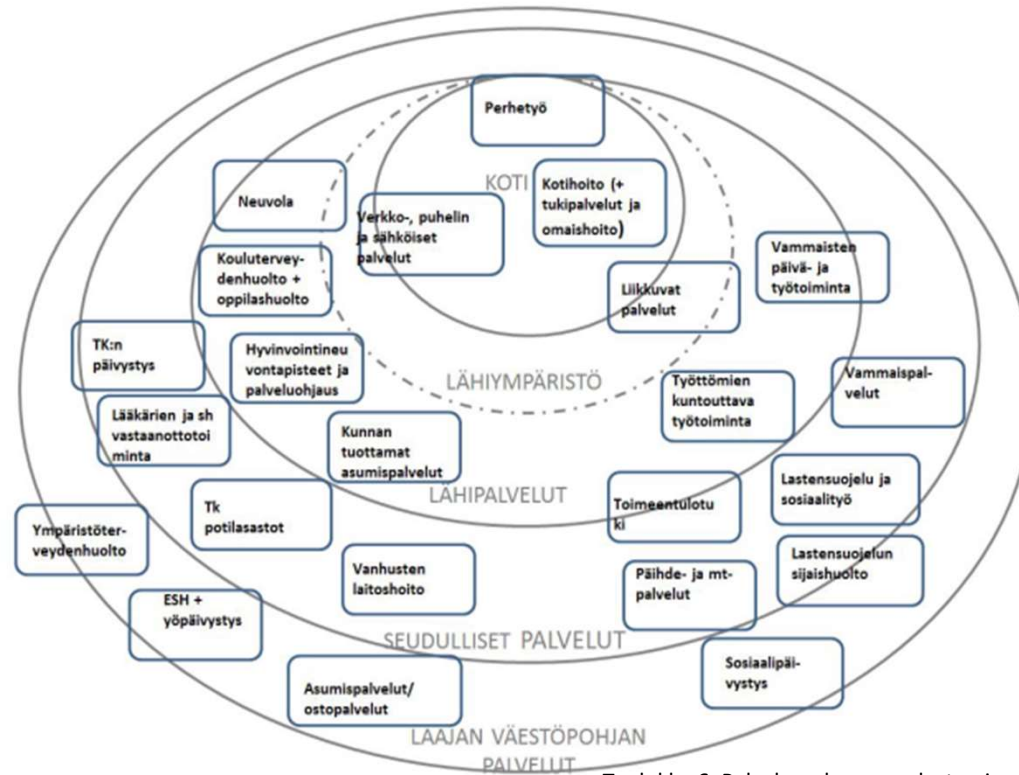 Perhetyö
KOTI
Kotihoito (+
tukipalvelut ja
omaishoito)
Neuvola
Verkko-, puhelin
ja sähköiset
palvelut
Koulutervey-
denhuolto +
oppilashuolto
Vammaisten
päivä- ja
työtoiminta
Liikkuvat
palvelut
TK:n
päivystys
Hyvinvointineu
vontapisteet ja
palveluohjaus
LÄHIYMPÄRISTÖ
Työttömien
kuntouttava
työtoiminta
Vammaispal-
velut
Lääkärien ja sh
vastaanottotoi
minta
Kunnan
tuottamat
asumispalvelut
LÄHIPALVELUT
Lastensuojelu ja
sosiaalityö
Tk
potilasastot
Toimeentulotu
ki
Ympäristöter-
veydenhuolto
Vanhusten
laitoshoito
Päihde- ja mt-
palvelut
Lastensuojelun
sijaishuolto
ESH +
yöpäivystys
SEUDULLISET PALVELUT
Sosiaalipäi-
vystys
Asumispalvelut/
ostopalvelut
LAAJAN VÄESTÖPOHJAN
PALVELUT